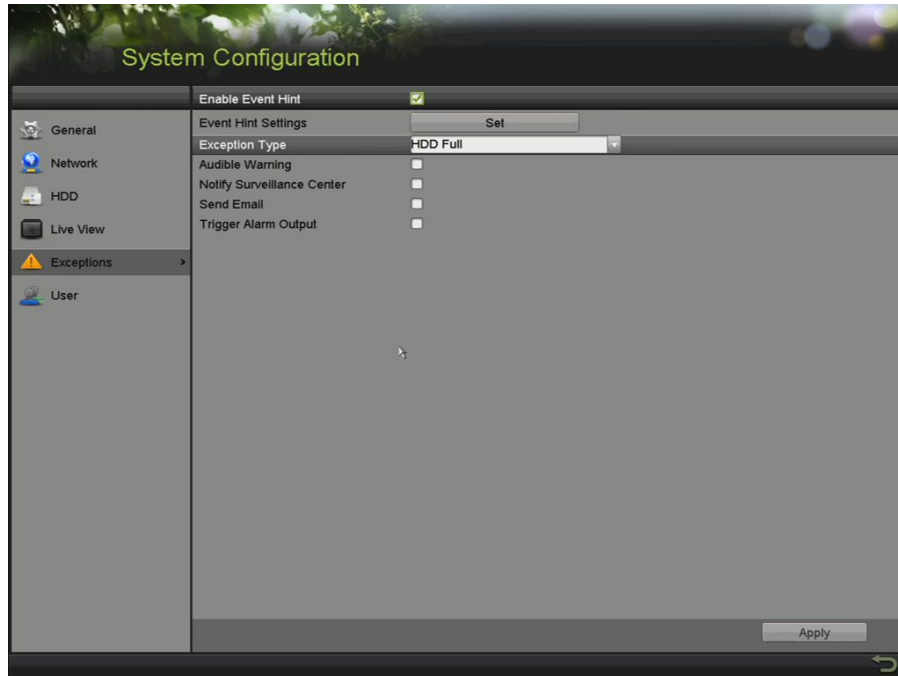 System Configuration
Enable Event Hint
General
Network
HDD
Live View
Exceptions
User
Event Hint Settings Set
Exception Type HDD Full
Audible Warning
Notify Surveillance Center
Send Email
Trigger Alarm Output
Apply